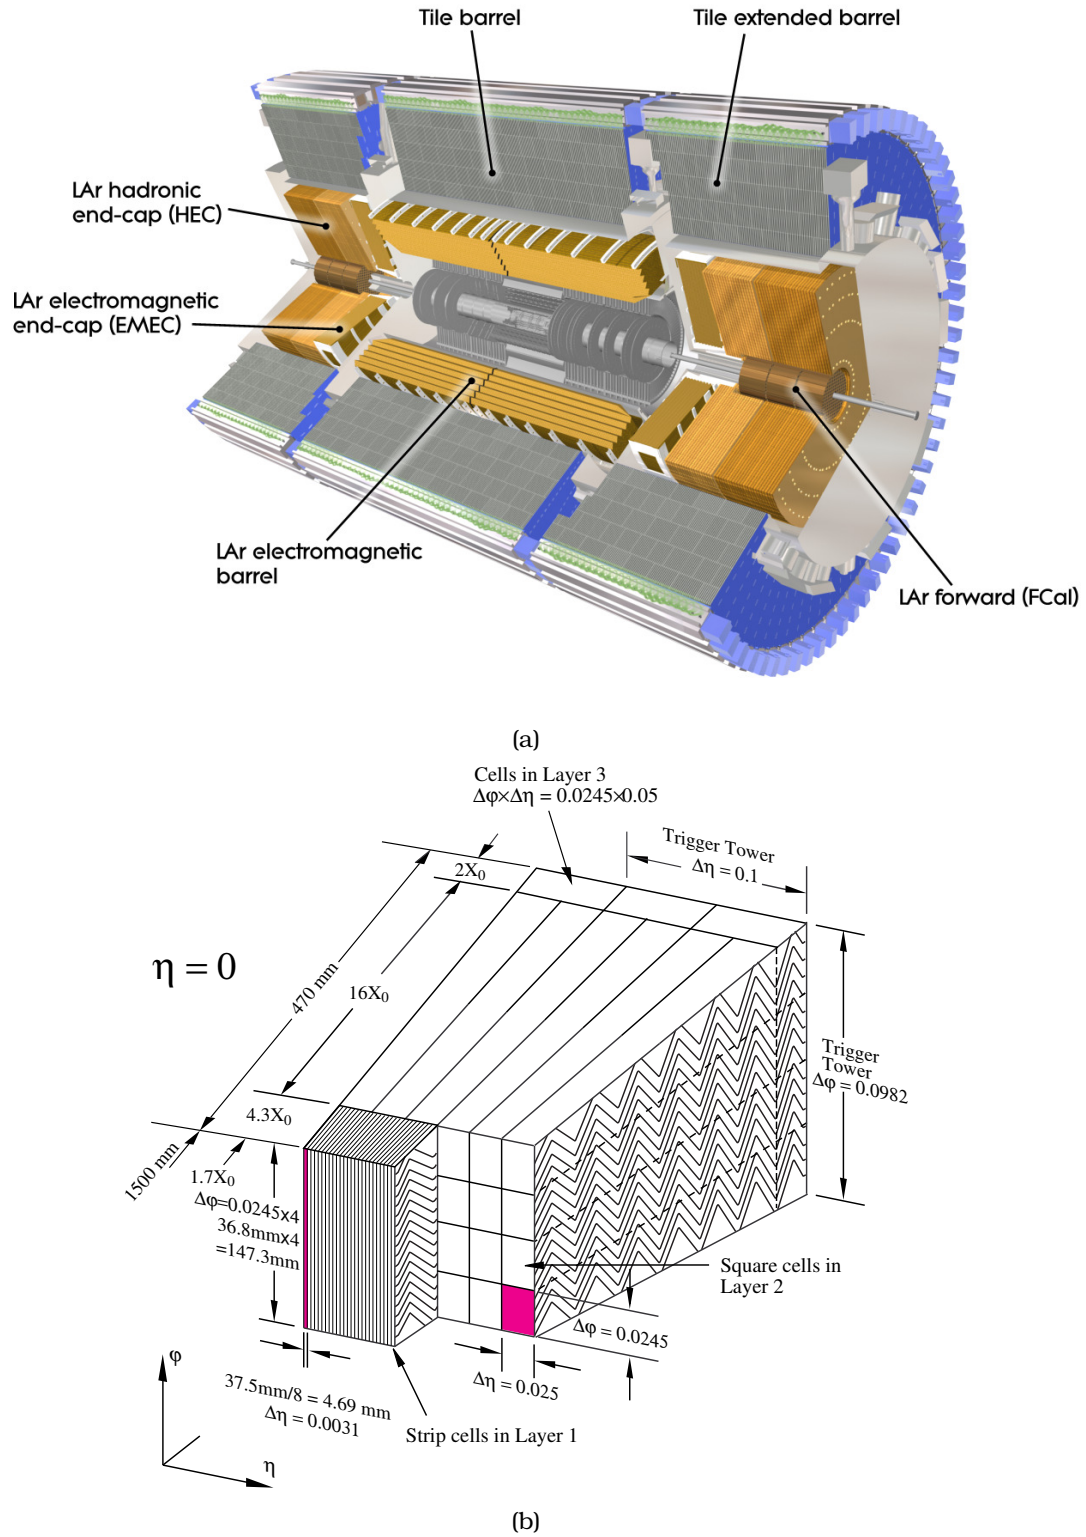 Tile barrel
Tile extended barrel
LAr hadronic
end-cap (HEC)
LAr electromagnetic
end-cap (EMEC)
LAr electromagnetic
barrel
LAr forward (FCal)
(a)
Cells in Layer 3
Δφ×Δη = 0.0245×0.05
Trigger Tower
Δη = 0.1
2X₀
η = 0
470 mm
16X₀
Trigger
Tower
Δφ = 0.0982
4.3X₀
1500 mm
1.7X₀
Δφ=0.0245x4
36.8mmx4
=147.3mm
Square cells in
Layer 2
Δφ = 0.0245
Δη = 0.025
37.5mm/8 = 4.69 mm
Δη = 0.0031
Strip cells in Layer 1
φ
η
(b)